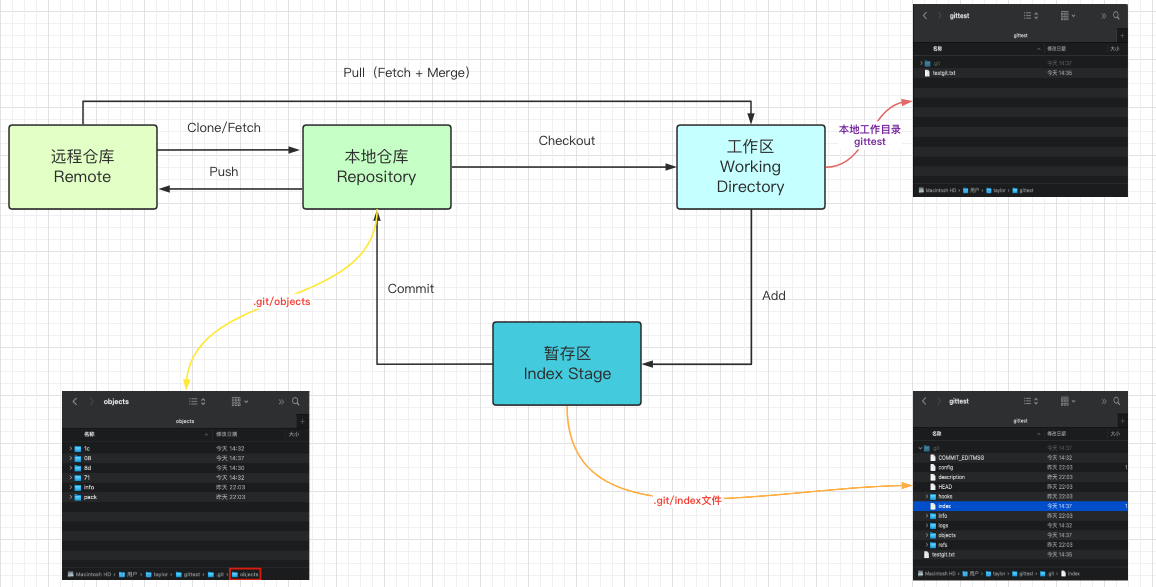 Pull（Fetch + Merge）
Clone/Fetch
Push
远程仓库
Remote
本地仓库
Repository
Checkout
工作区
Working
Directory
本地工作目录
gittest
Commit
Add
.git/objects
暂存区
Index Stage
.git/index文件
gittest
gittest
名称 修改日期 大小
.git 今天 14:37
testgit.txt 今天 14:35
Macintosh HD › 用户 › taylor › gittest
objects
objects
名称 修改日期 大小
1c 今天 14:32
08 今天 14:37
8d 今天 14:30
71 今天 14:32
info 昨天 22:03
pack 昨天 22:03
Macintosh HD › 用户 › taylor › gittest › .git › objects
gittest
gittest
名称 修改日期 大小
.git 今天 14:37
COMMIT_EDITMSG 今天 14:32
config 昨天 22:03
description 昨天 22:03
HEAD 昨天 22:03
hooks 昨天 22:03
index 今天 14:37
info 昨天 22:03
logs 今天 14:32
objects 今天 14:37
refs 昨天 22:03
testgit.txt 今天 14:35
Macintosh HD › 用户 › taylor › gittest › .git › index